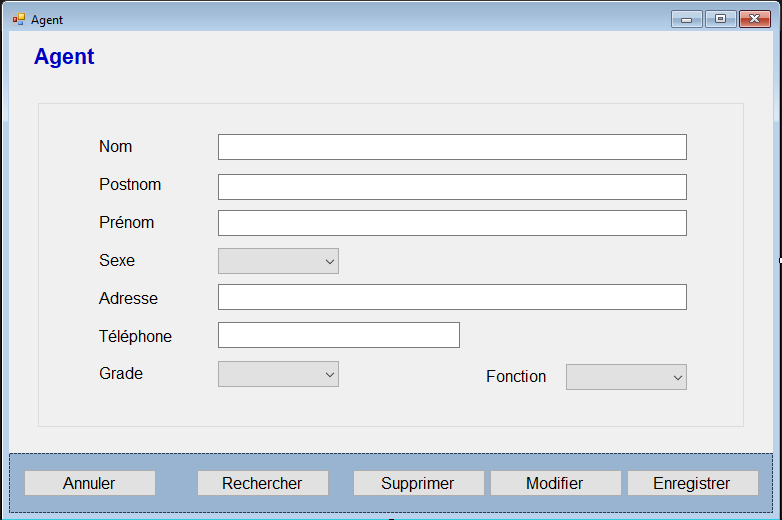 Agent
Agent
Nom
Postnom
Prénom
Sexe
Adresse
Téléphone
Grade Fonction
Annuler Rechercher Supprimer Modifier Enregistrer